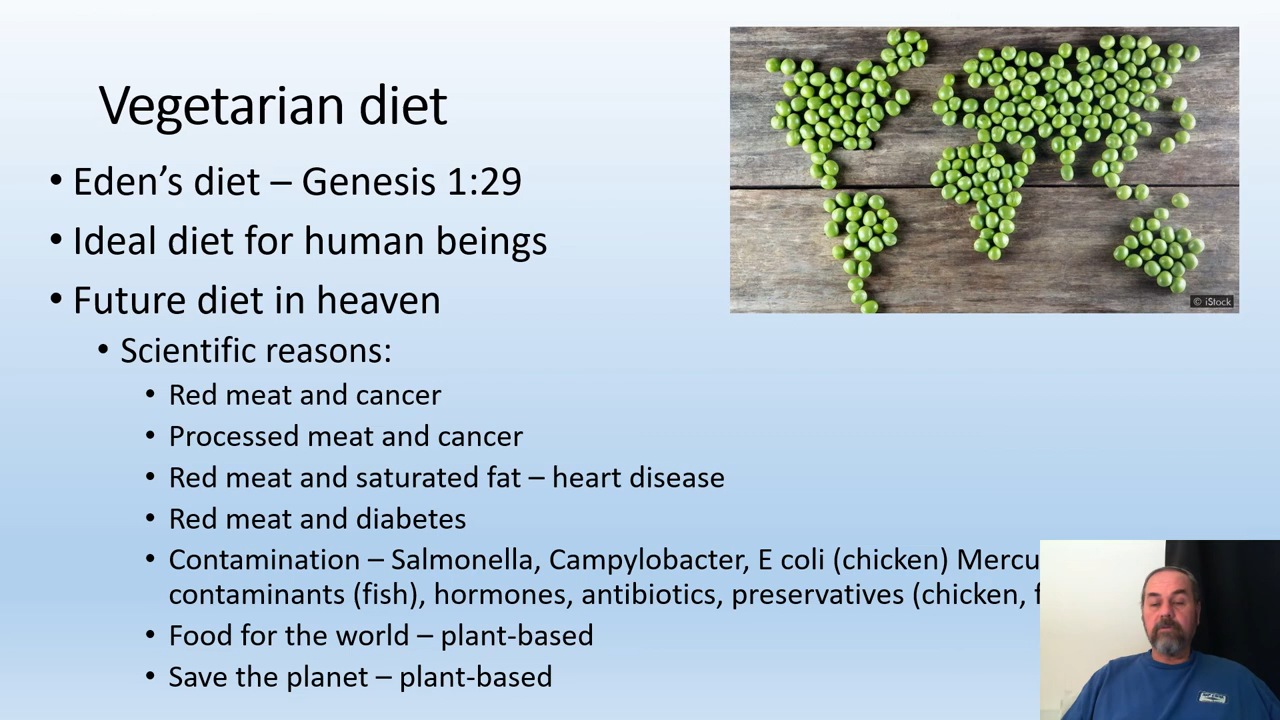 Vegetarian diet
• Eden’s diet – Genesis 1:29
• Ideal diet for human beings
• Future diet in heaven
• Scientific reasons:
• Red meat and cancer
• Processed meat and cancer
• Red meat and saturated fat – heart disease
• Red meat and diabetes
• Contamination – Salmonella, Campylobacter, E coli (chicken)
contaminants (fish), hormones, antibiotics, preservatives (chicken,
• Food for the world – plant-based
• Save the planet – plant-based
© iStock